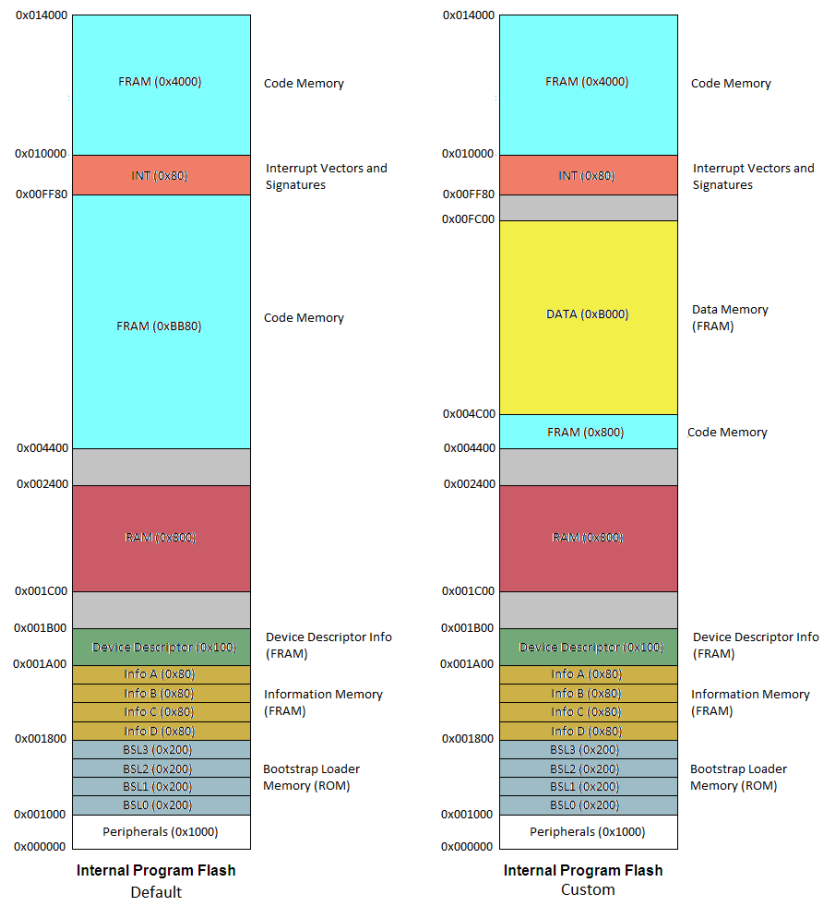 0x014000
FRAM (0x4000)
Code Memory
0x010000
INT (0x80)
Interrupt Vectors and
Signatures
0x00FF80
FRAM (0xBB80)
Code Memory
0x004400
0x002400
RAM (0x800)
0x001C00
0x001B00
Device Descriptor (0x100)
Device Descriptor Info
(FRAM)
0x001A00
Info A (0x80)
Info B (0x80)
Info C (0x80)
Info D (0x80)
Information Memory
(FRAM)
0x001800
BSL3 (0x200)
BSL2 (0x200)
BSL1 (0x200)
BSL0 (0x200)
Bootstrap Loader
Memory (ROM)
0x001000
Peripherals (0x1000)
0x000000
Internal Program Flash
Default
0x014000
FRAM (0x4000)
Code Memory
0x010000
INT (0x80)
Interrupt Vectors and
Signatures
0x00FF80
0x00FC00
DATA (0xB000)
Data Memory
(FRAM)
0x004C00
FRAM (0x800)
Code Memory
0x004400
0x002400
RAM (0x800)
0x001C00
0x001B00
Device Descriptor (0x100)
Device Descriptor Info
(FRAM)
0x001A00
Info A (0x80)
Info B (0x80)
Info C (0x80)
Info D (0x80)
Information Memory
(FRAM)
0x001800
BSL3 (0x200)
BSL2 (0x200)
BSL1 (0x200)
BSL0 (0x200)
Bootstrap Loader
Memory (ROM)
0x001000
Peripherals (0x1000)
0x000000
Internal Program Flash
Custom